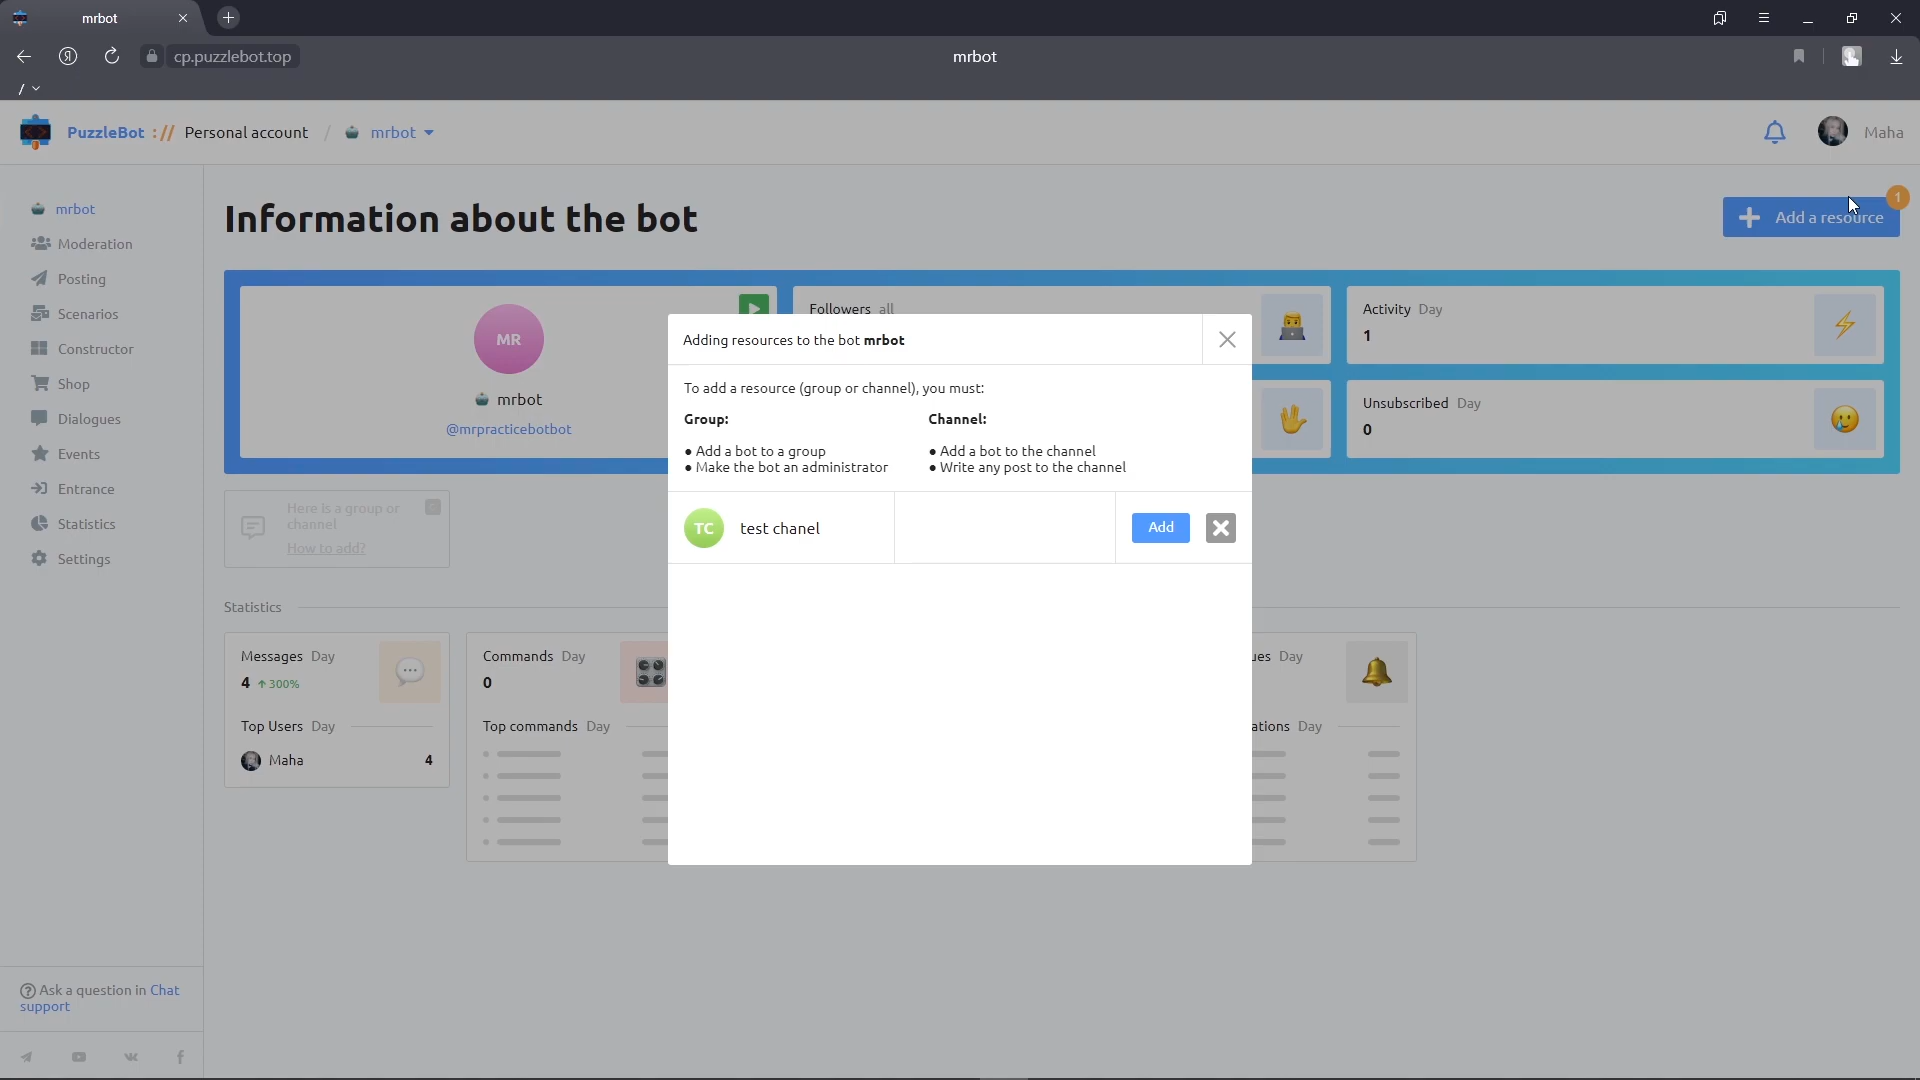 mrbot
cp.puzzlebot.top
mrbot
/
PuzzleBot :// Personal account / mrbot
Maha
mrbot
Moderation
Posting
Scenarios
Constructor
Shop
Dialogues
Events
Entrance
Statistics
Settings
Ask a question in Chat
support
Information about the bot
1
Add a resource
MR
mrbot
@mrpracticebotbot
Followers all
Activity Day
1
Unsubscribed Day
0
Here is a group or
channel
How to add?
Adding resources to the bot mrbot
To add a resource (group or channel), you must:
Group:
• Add a bot to a group
• Make the bot an administrator
Channel:
• Add a bot to the channel
• Write any post to the channel
TC
test chanel
Add
Statistics
Messages Day
4 ↑300%
Top Users Day
Maha
4
Commands Day
0
Top commands Day
ues Day
ations Day